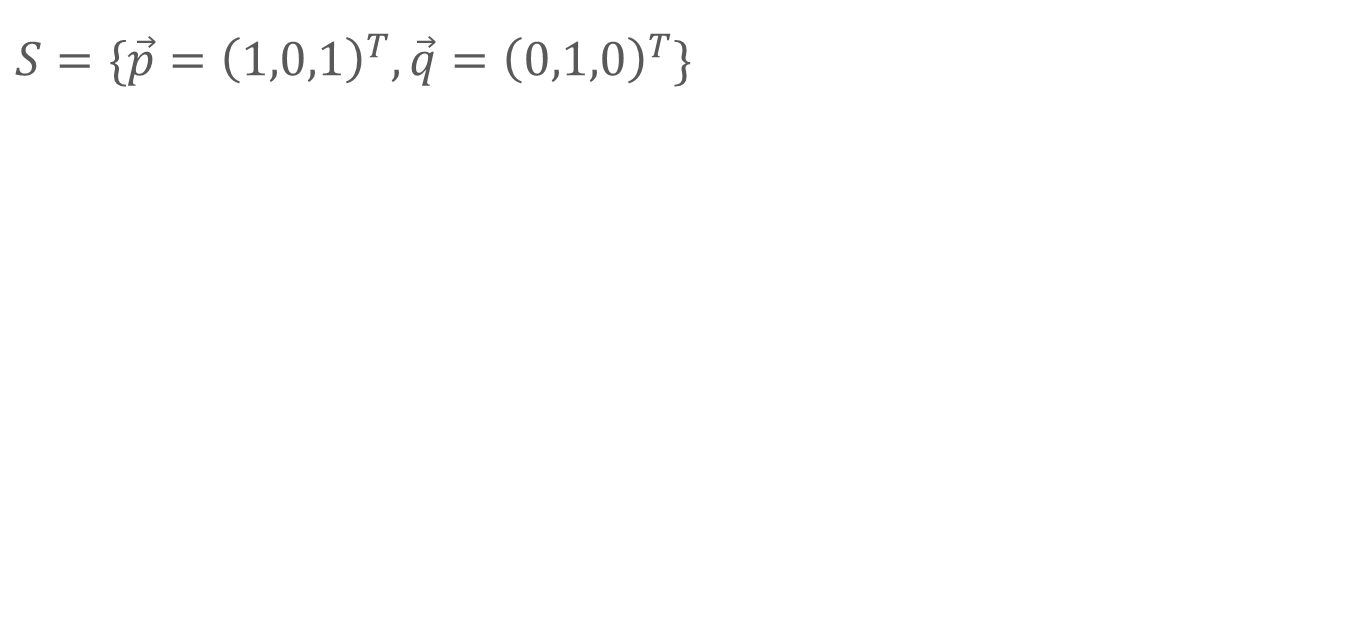 S = {p⃗ = (1,0,1)ᵀ, q⃗ = (0,1,0)ᵀ}